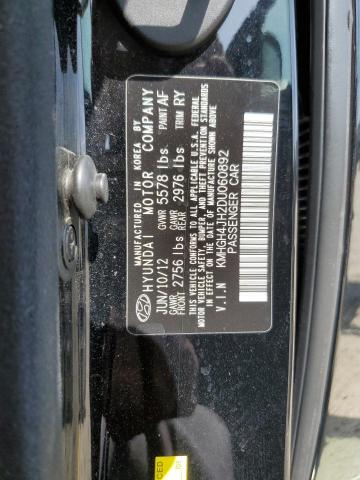 MANUFACTURED IN KOREA BY
HYUNDAI MOTOR COMPANY
JUN/10/12 GVWR 5578 lbs. PAINT AF
GAWR FRONT 2756 lbs GAWR REAR 2976 lbs TRIM RY
THIS VEHICLE CONFORMS TO ALL APPLICABLE U.S.A. FEDERAL
MOTOR VEHICLE SAFETY, BUMPER, AND THEFT PREVENTION STANDARDS
IN EFFECT ON THE DATE OF MANUFACTURE SHOWN ABOVE.
V.I.N KMHGH4JH2DU060892
PASSENGER CAR
CED